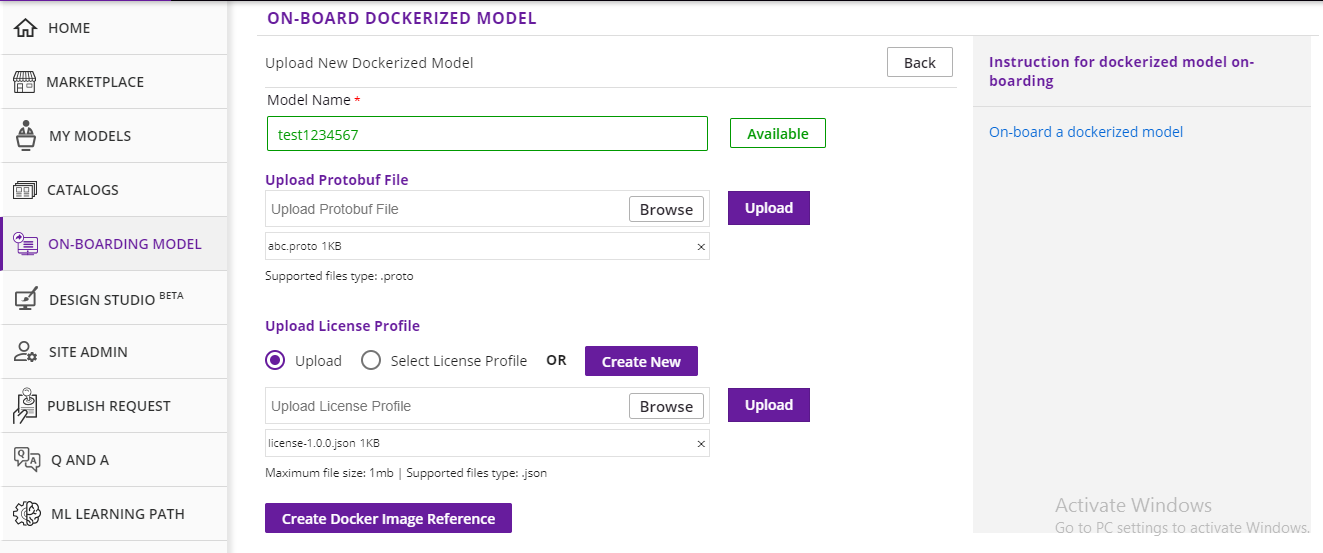 HOME
MARKETPLACE
MY MODELS
CATALOGS
ON-BOARDING MODEL
DESIGN STUDIO BETA
SITE ADMIN
PUBLISH REQUEST
Q AND A
ML LEARNING PATH
ON-BOARD DOCKERIZED MODEL
Upload New Dockerized Model
Back
Model Name *
test1234567
Available
Upload Protobuf File
Upload Protobuf File
Browse
Upload
abc.proto 1KB
×
Supported files type: .proto
Upload License Profile
Upload
Select License Profile
OR
Create New
Upload License Profile
Browse
Upload
license-1.0.0.json 1KB
×
Maximum file size: 1mb | Supported files type: .json
Create Docker Image Reference
Instruction for dockerized model on-
boarding
On-board a dockerized model
Activate Windows
Go to PC settings to activate Windows.